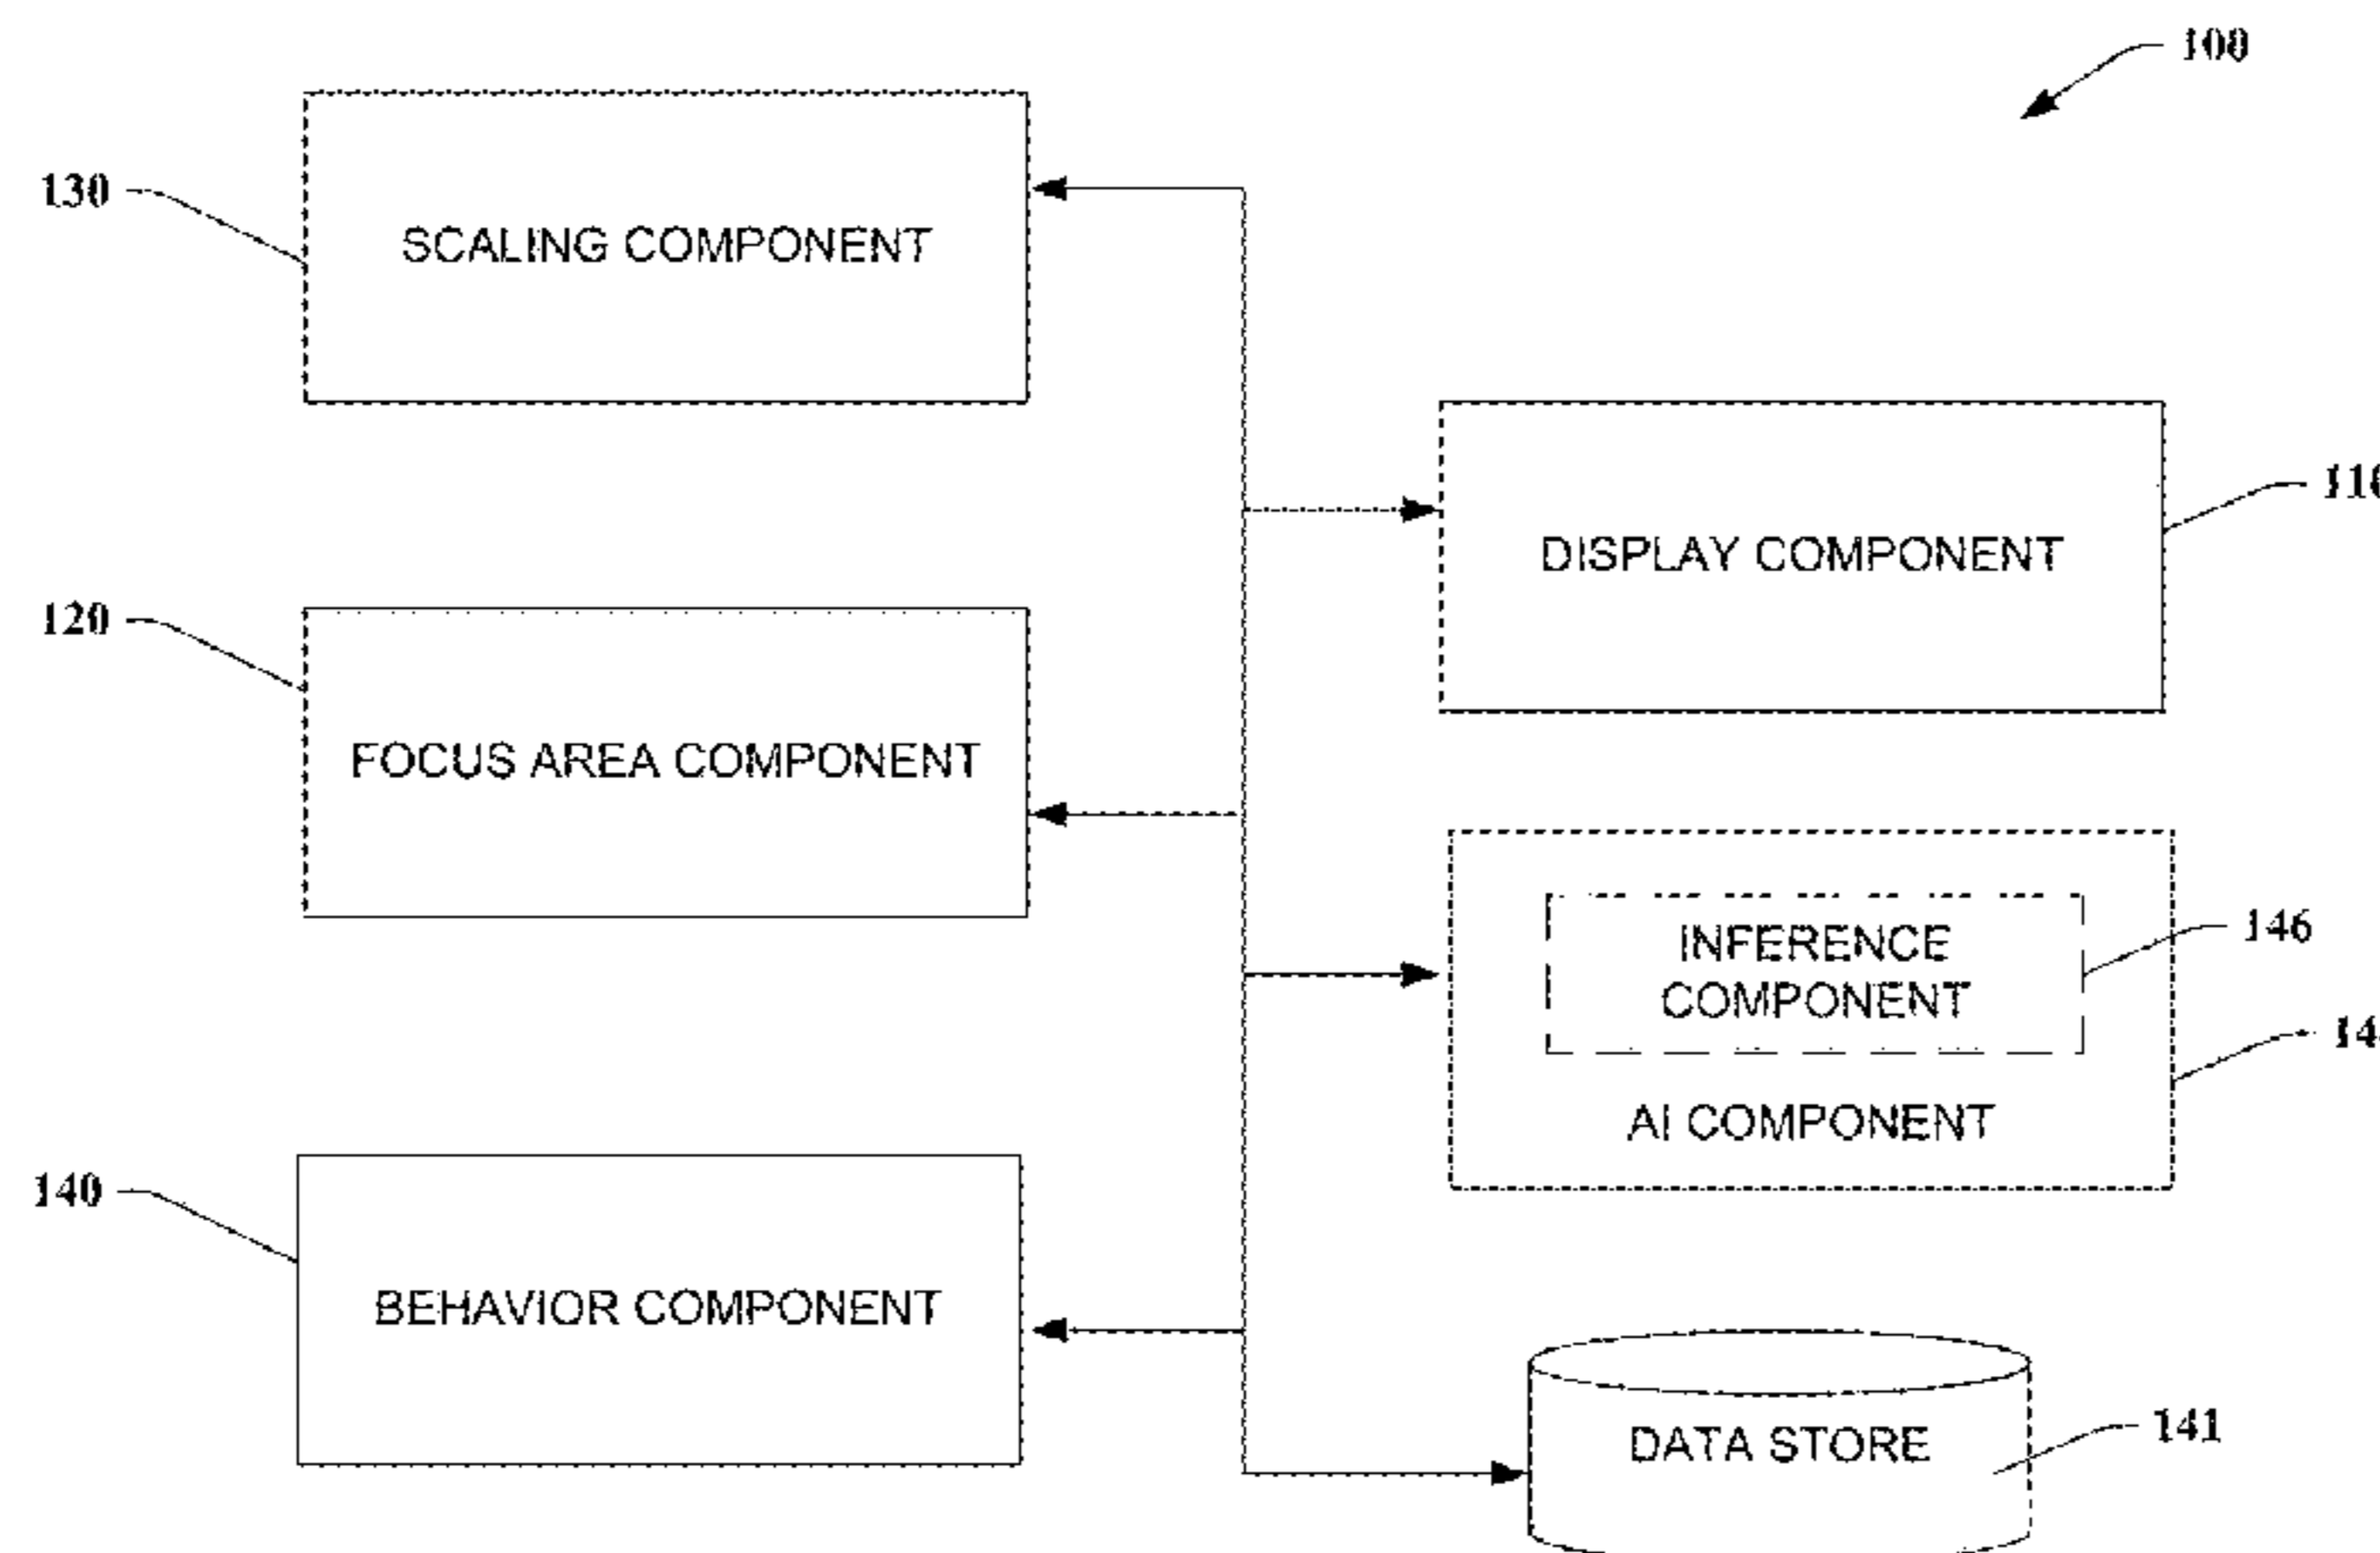 100
130
SCALING COMPONENT
DISPLAY COMPONENT
120
FOCUS AREA COMPONENT
146
INFERENCE
COMPONENT
AI COMPONENT
140
BEHAVIOR COMPONENT
DATA STORE
141